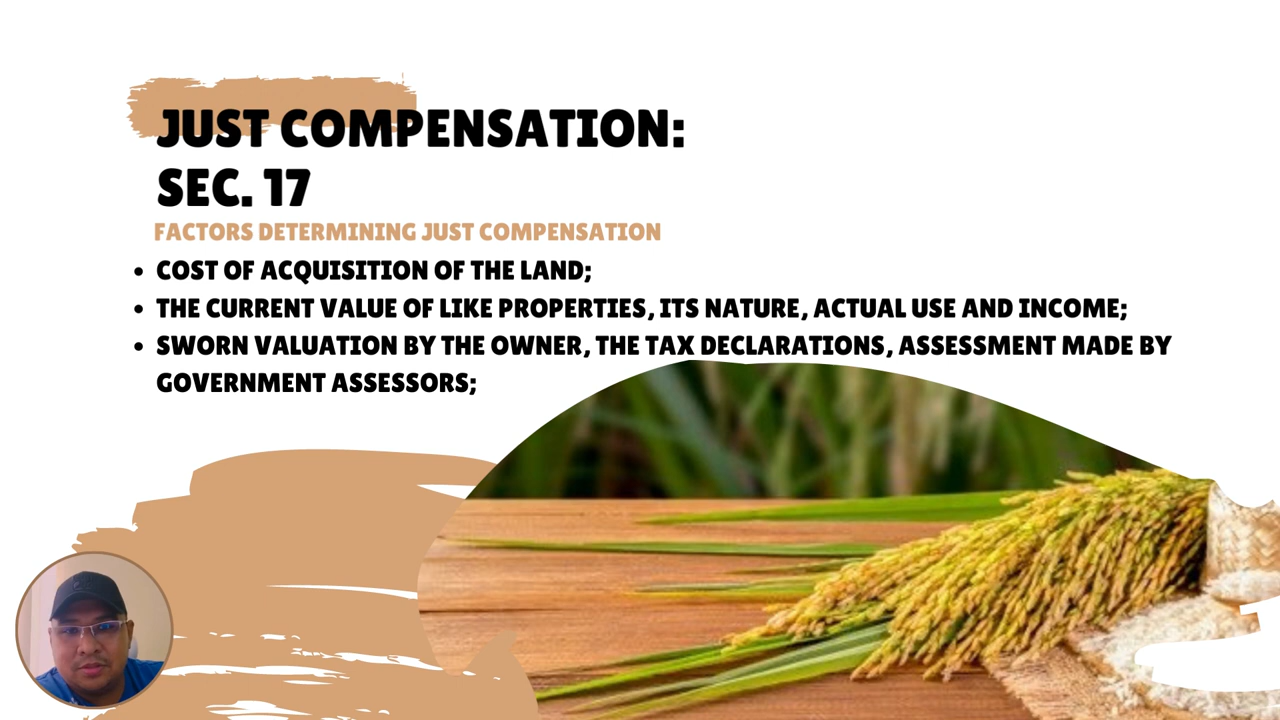 JUST COMPENSATION:
SEC. 17
FACTORS DETERMINING JUST COMPENSATION
• COST OF ACQUISITION OF THE LAND;
• THE CURRENT VALUE OF LIKE PROPERTIES, ITS NATURE, ACTUAL USE AND INCOME;
• SWORN VALUATION BY THE OWNER, THE TAX DECLARATIONS, ASSESSMENT MADE BY
GOVERNMENT ASSESSORS;